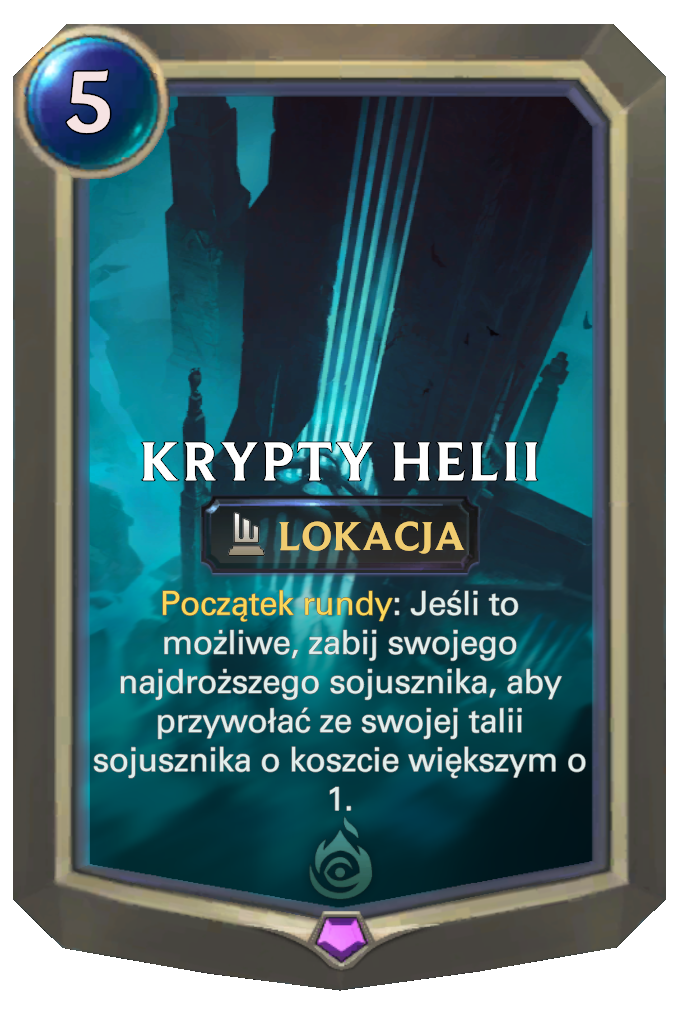 5
KRYPTY HELII
LOKACJA
Początek rundy: Jeśli to
możliwe, zabij swojego
najdroższego sojusznika, aby
przywołać ze swojej talii
sojusznika o koszcie większym o
1.